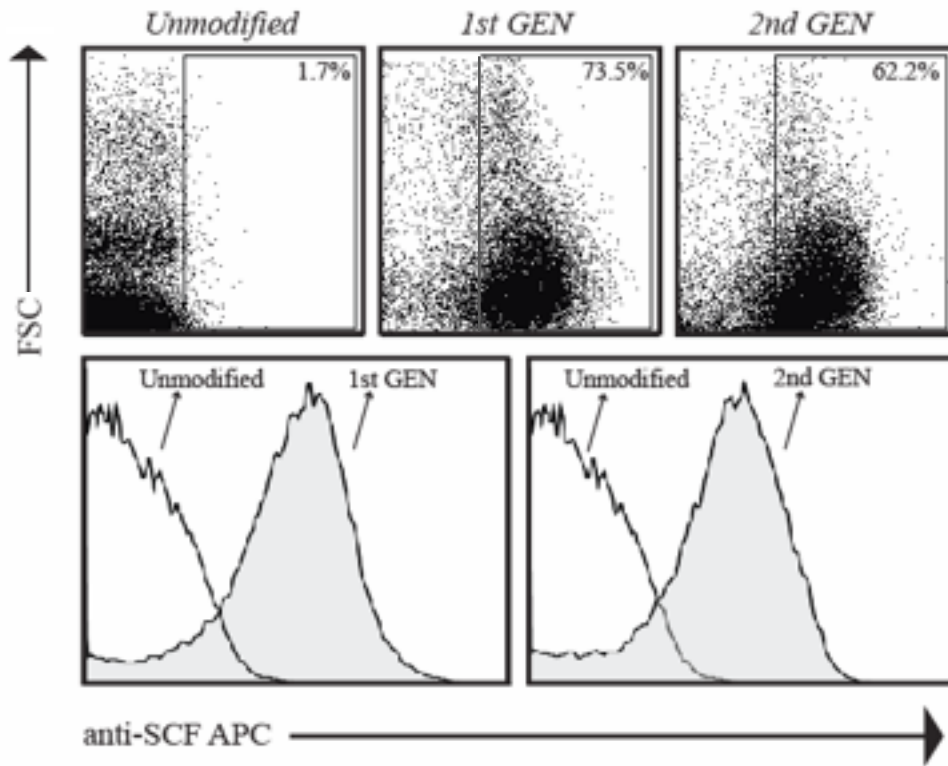 Unmodified 1st GEN 2nd GEN
1.7% 73.5% 62.2%
FSC
Unmodified 1st GEN Unmodified 2nd GEN
anti-SCF APC